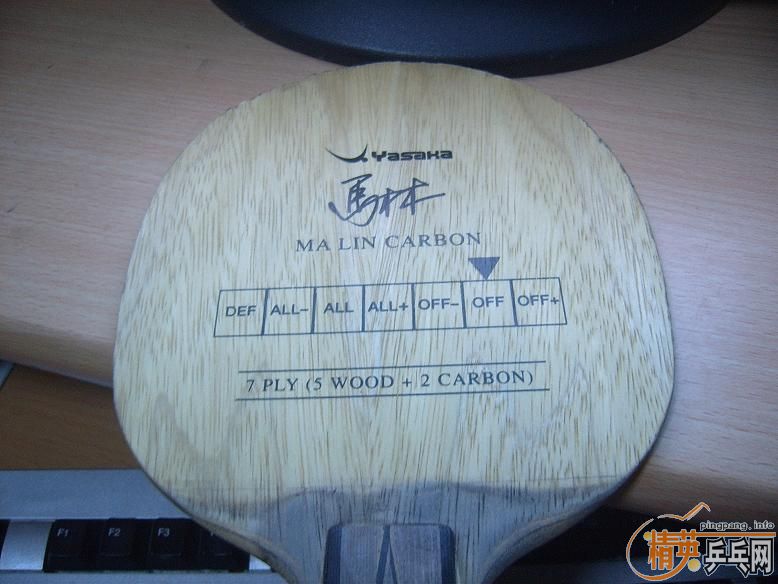 Yasaka
馬林
MA LIN CARBON
DEF ALL- ALL ALL+ OFF- OFF OFF+
7 PLY (5 WOOD + 2 CARBON)
F1 F2 F3
pingpang.info
精英乒乓网